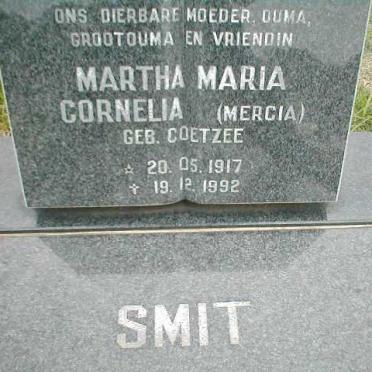 ONS DIERBARE MOEDER, OUMA,
GROOTOUMA EN VRIENDIN
MARTHA MARIA
CORNELIA (MERCIA)
GEB. COETZEE
☆ 20.05.1917
✝ 19.12.1992
SMIT